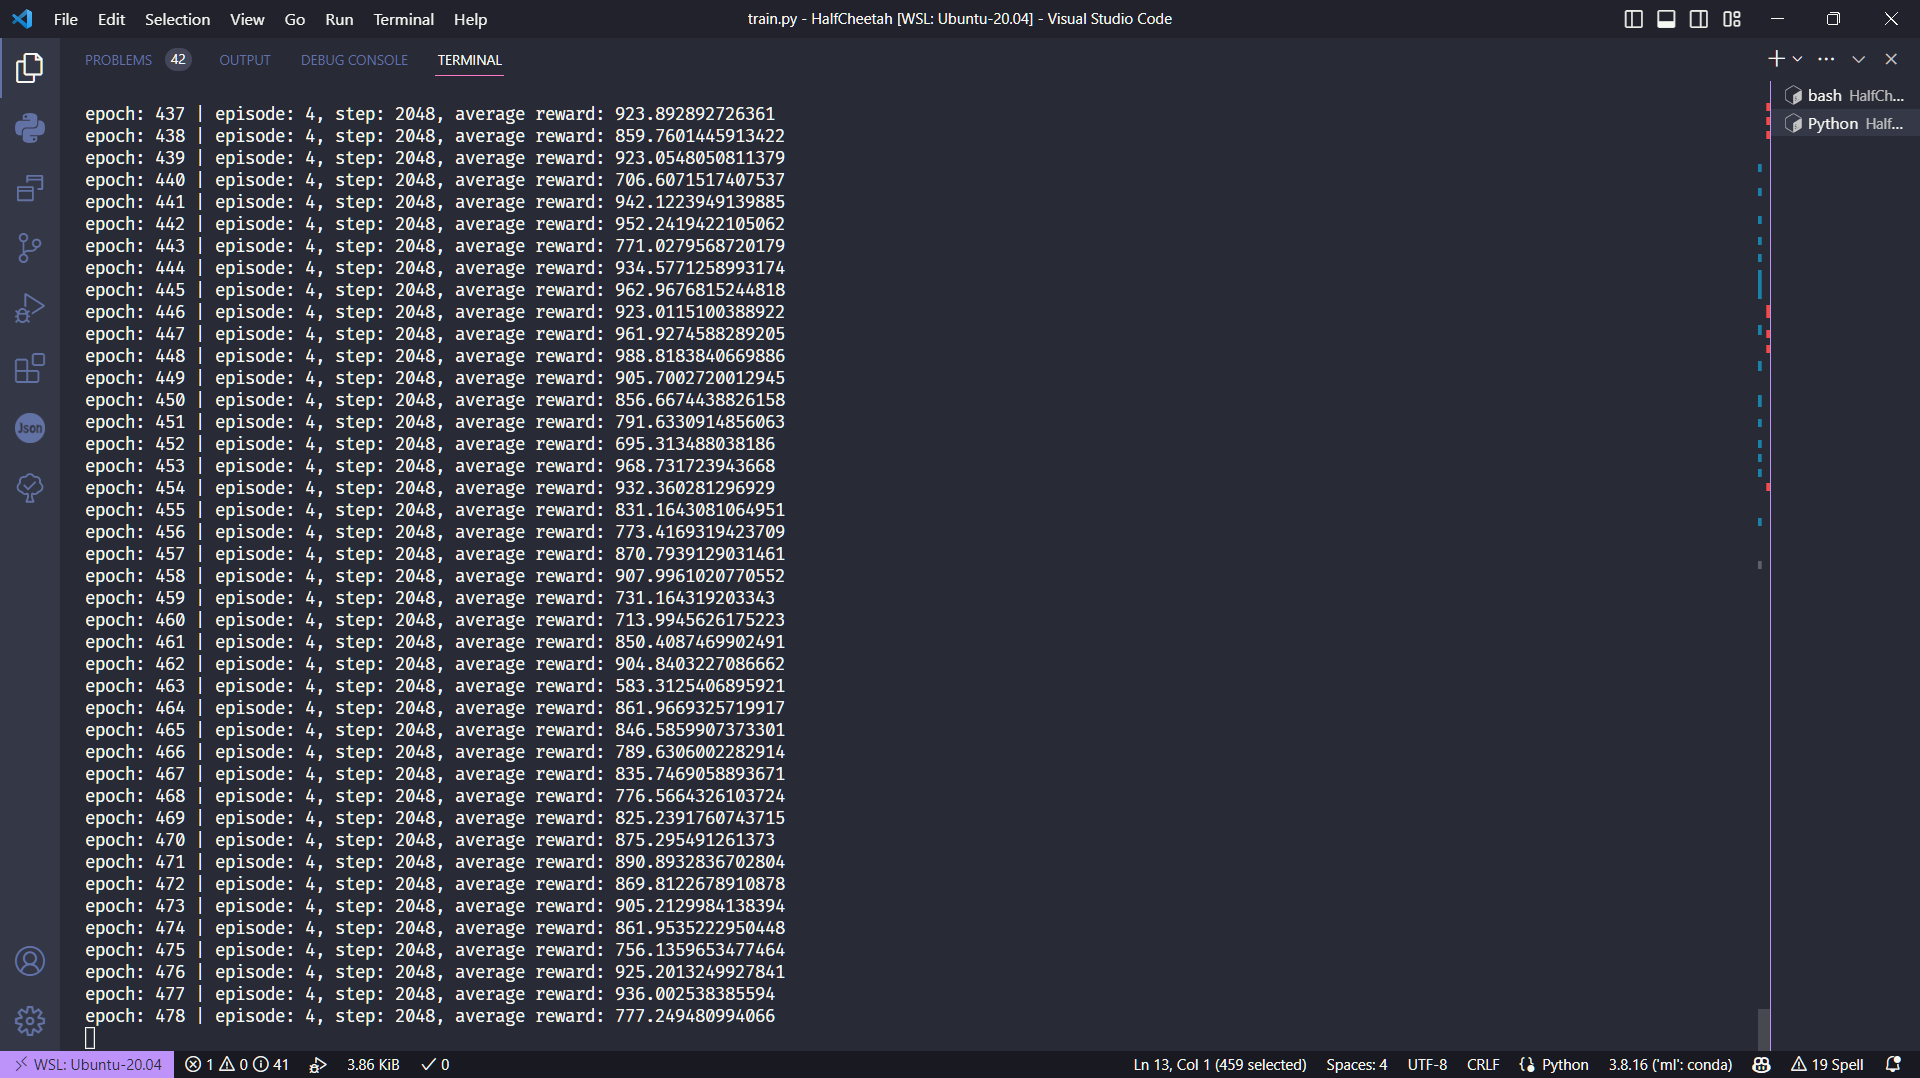 File Edit Selection View Go Run Terminal Help train.py - HalfCheetah [WSL: Ubuntu-20.04] - Visual Studio Code
PROBLEMS 42 OUTPUT DEBUG CONSOLE TERMINAL
bash HalfCh...
Python Half...
epoch: 437 | episode: 4, step: 2048, average reward: 923.892892726361
epoch: 438 | episode: 4, step: 2048, average reward: 859.7601445913422
epoch: 439 | episode: 4, step: 2048, average reward: 923.0548050811379
epoch: 440 | episode: 4, step: 2048, average reward: 706.6071517407537
epoch: 441 | episode: 4, step: 2048, average reward: 942.1223949139885
epoch: 442 | episode: 4, step: 2048, average reward: 952.2419422105062
epoch: 443 | episode: 4, step: 2048, average reward: 771.0279568720179
epoch: 444 | episode: 4, step: 2048, average reward: 934.5771258993174
epoch: 445 | episode: 4, step: 2048, average reward: 962.9676815244818
epoch: 446 | episode: 4, step: 2048, average reward: 923.0115100388922
epoch: 447 | episode: 4, step: 2048, average reward: 961.9274588289205
epoch: 448 | episode: 4, step: 2048, average reward: 988.8183840669886
epoch: 449 | episode: 4, step: 2048, average reward: 905.7002720012945
epoch: 450 | episode: 4, step: 2048, average reward: 856.6674438826158
epoch: 451 | episode: 4, step: 2048, average reward: 791.6330914856063
epoch: 452 | episode: 4, step: 2048, average reward: 695.313488038186
epoch: 453 | episode: 4, step: 2048, average reward: 968.731723943668
epoch: 454 | episode: 4, step: 2048, average reward: 932.360281296929
epoch: 455 | episode: 4, step: 2048, average reward: 831.1643081064951
epoch: 456 | episode: 4, step: 2048, average reward: 773.4169319423709
epoch: 457 | episode: 4, step: 2048, average reward: 870.7939129031461
epoch: 458 | episode: 4, step: 2048, average reward: 907.9961020770552
epoch: 459 | episode: 4, step: 2048, average reward: 731.164319203343
epoch: 460 | episode: 4, step: 2048, average reward: 713.9945626175223
epoch: 461 | episode: 4, step: 2048, average reward: 850.4087469902491
epoch: 462 | episode: 4, step: 2048, average reward: 904.8403227086662
epoch: 463 | episode: 4, step: 2048, average reward: 583.3125406895921
epoch: 464 | episode: 4, step: 2048, average reward: 861.9669325719917
epoch: 465 | episode: 4, step: 2048, average reward: 846.5859907373301
epoch: 466 | episode: 4, step: 2048, average reward: 789.6306002282914
epoch: 467 | episode: 4, step: 2048, average reward: 835.7469058893671
epoch: 468 | episode: 4, step: 2048, average reward: 776.5664326103724
epoch: 469 | episode: 4, step: 2048, average reward: 825.2391760743715
epoch: 470 | episode: 4, step: 2048, average reward: 875.295491261373
epoch: 471 | episode: 4, step: 2048, average reward: 890.8932836702804
epoch: 472 | episode: 4, step: 2048, average reward: 869.8122678910878
epoch: 473 | episode: 4, step: 2048, average reward: 905.2129984138394
epoch: 474 | episode: 4, step: 2048, average reward: 861.9535222950448
epoch: 475 | episode: 4, step: 2048, average reward: 756.1359653477464
epoch: 476 | episode: 4, step: 2048, average reward: 925.2013249927841
epoch: 477 | episode: 4, step: 2048, average reward: 936.002538385594
epoch: 478 | episode: 4, step: 2048, average reward: 777.249480994066
Json
WSL: Ubuntu-20.04 1 0 41 3.86 KiB 0 Ln 13, Col 1 (459 selected) Spaces: 4 UTF-8 CRLF Python 3.8.16 ('ml': conda) 19 Spell